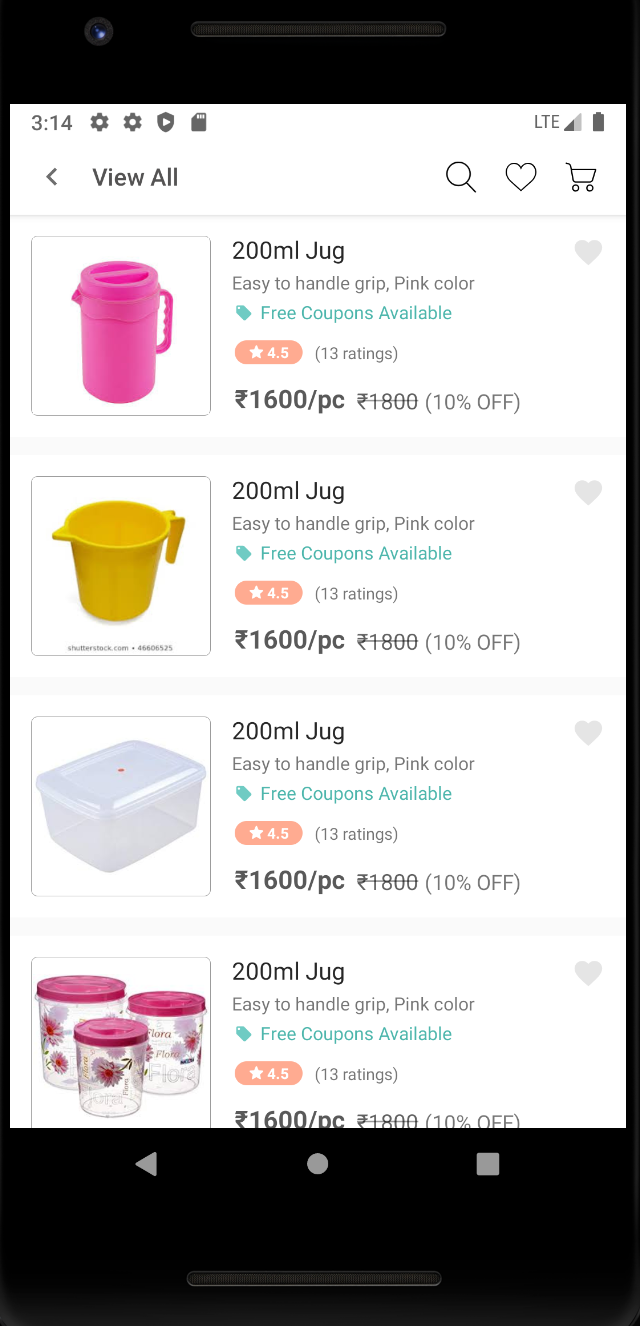 3:14 LTE
View All
200ml Jug
Easy to handle grip, Pink color
Free Coupons Available
4.5 (13 ratings)
₹1600/pc ₹1800 (10% OFF)
200ml Jug
Easy to handle grip, Pink color
Free Coupons Available
4.5 (13 ratings)
shutterstock.com • 46606525
₹1600/pc ₹1800 (10% OFF)
200ml Jug
Easy to handle grip, Pink color
Free Coupons Available
4.5 (13 ratings)
₹1600/pc ₹1800 (10% OFF)
200ml Jug
Easy to handle grip, Pink color
Free Coupons Available
Flora
Flora
Flora
4.5 (13 ratings)
₹1600/pc ₹1800 (10% OFF)